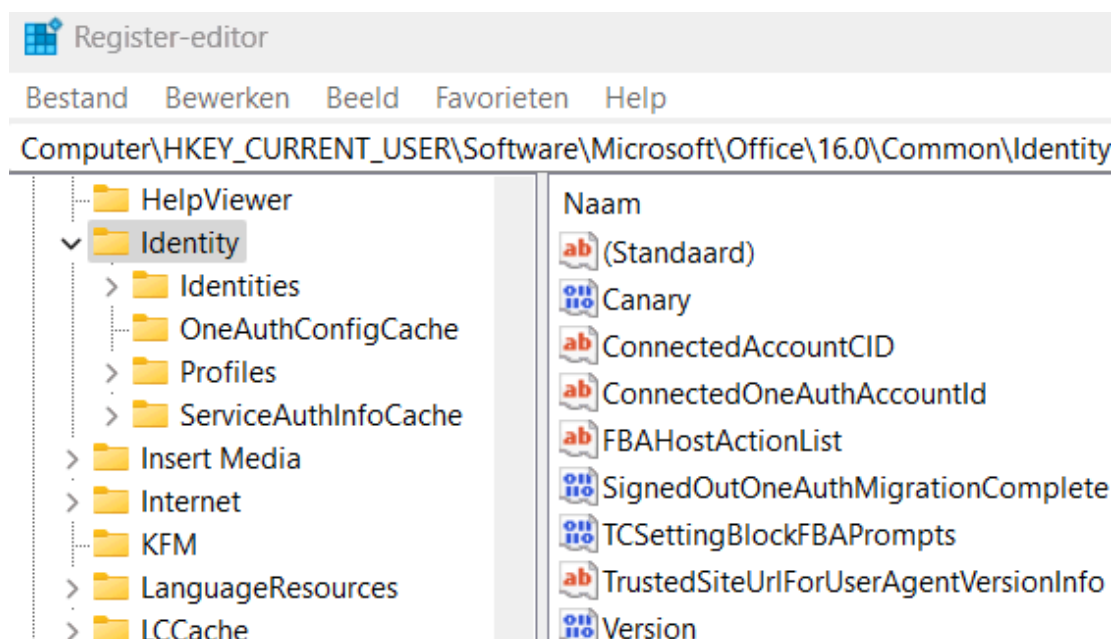 Register-editor
Bestand Bewerken Beeld Favorieten Help
Computer\HKEY_CURRENT_USER\Software\Microsoft\Office\16.0\Common\Identity
HelpViewer
Identity
Identities
OneAuthConfigCache
Profiles
ServiceAuthInfoCache
Insert Media
Internet
KFM
LanguageResources
LCCache
Naam
(Standaard)
Canary
ConnectedAccountCID
ConnectedOneAuthAccountId
FBAHostActionList
SignedOutOneAuthMigrationComplete
TCSettingBlockFBAPrompts
TrustedSiteUrlForUserAgentVersionInfo
Version